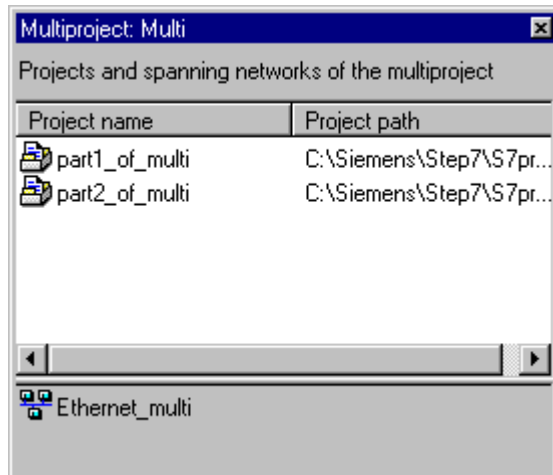 Multiproject: Multi
Projects and spanning networks of the multiproject
Project name Project path
part1_of_multi C:\Siemens\Step7\S7pr...
part2_of_multi C:\Siemens\Step7\S7pr...
Ethernet_multi